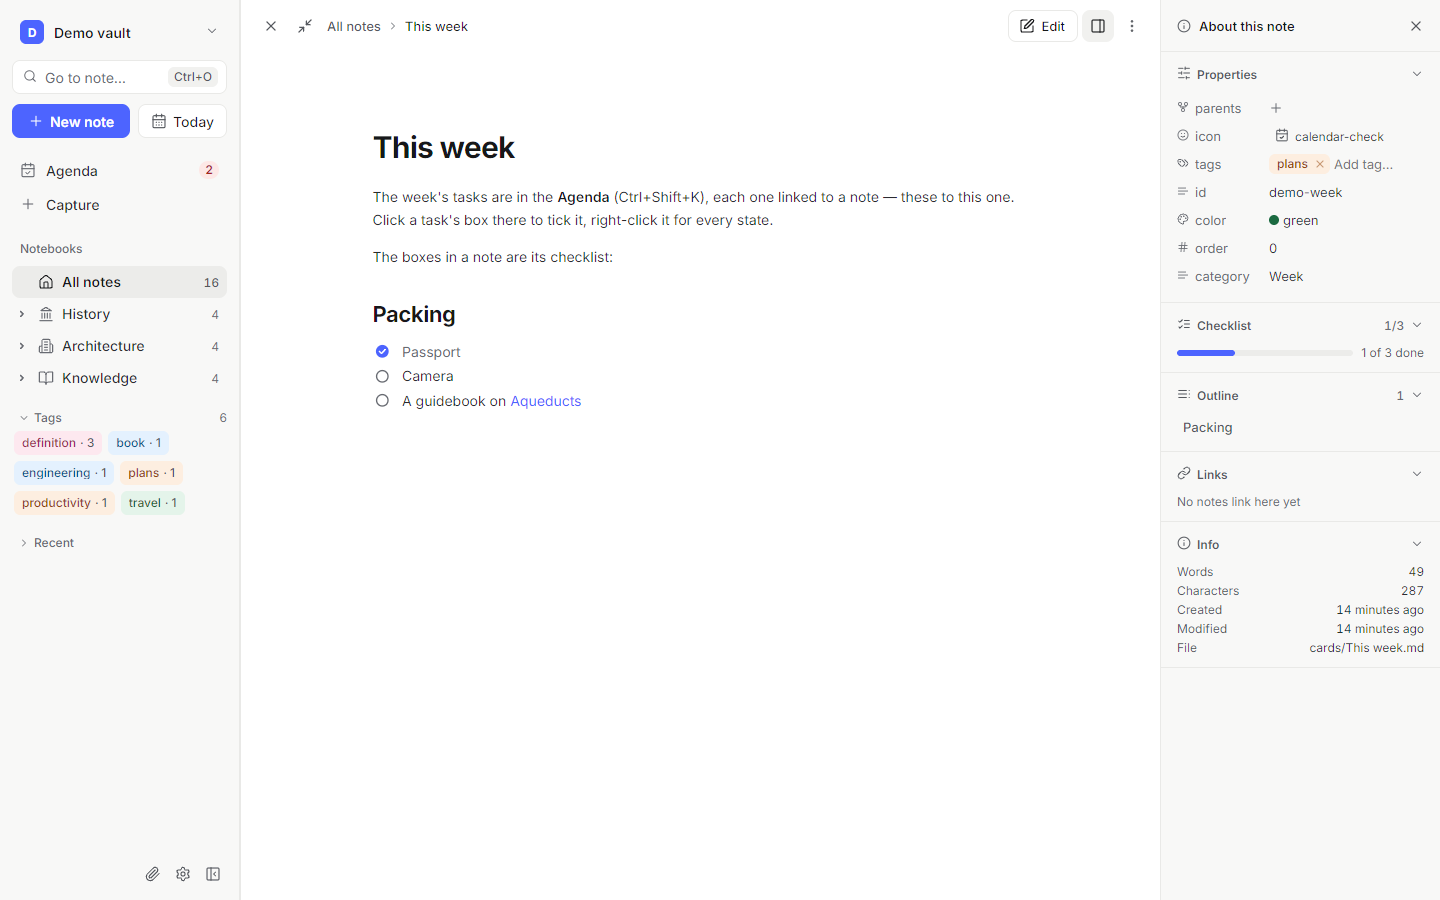 D Demo vault
Go to note... Ctrl+O
New note Today
Agenda 2
Capture
Notebooks
All notes 16
History 4
Architecture 4
Knowledge 4
Tags 6
definition · 3 book · 1
engineering · 1 plans · 1
productivity · 1 travel · 1
Recent
All notes This week
Edit
This week
The week's tasks are in the Agenda (Ctrl+Shift+K), each one linked to a note — these to this one.
Click a task's box there to tick it, right-click it for every state.
The boxes in a note are its checklist:
Packing
Passport
Camera
A guidebook on Aqueducts
About this note
Properties
parents
icon calendar-check
tags plans Add tag...
id demo-week
color green
order 0
category Week
Checklist 1/3
1 of 3 done
Outline 1
Packing
Links
No notes link here yet
Info
Words 49
Characters 287
Created 14 minutes ago
Modified 14 minutes ago
File cards/This week.md